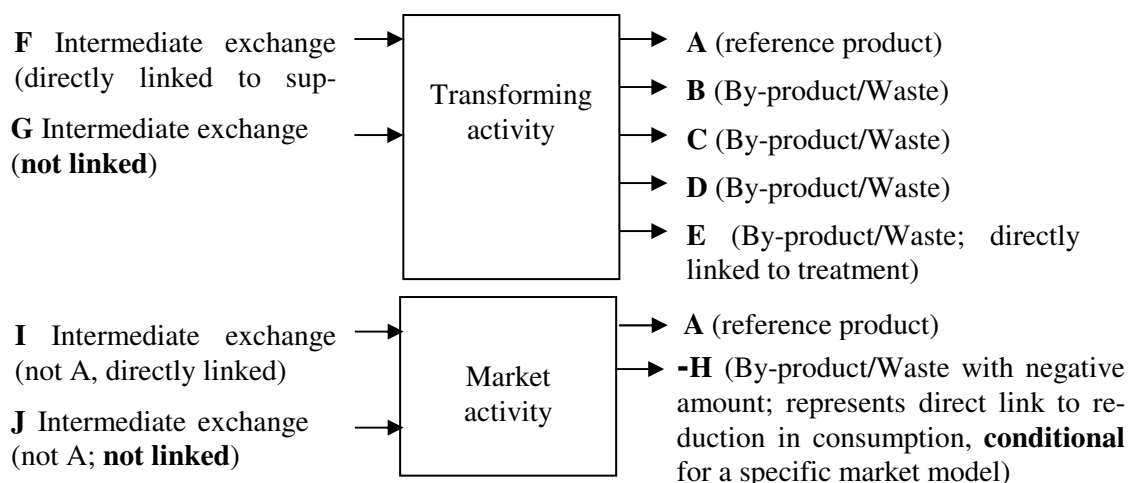 F Intermediate exchange
(directly linked to sup-
G Intermediate exchange
(not linked)
Transforming
activity
A (reference product)
B (By-product/Waste)
C (By-product/Waste)
D (By-product/Waste)
E (By-product/Waste; directly
linked to treatment)
I Intermediate exchange
(not A, directly linked)
J Intermediate exchange
(not A; not linked)
Market
activity
A (reference product)
-H (By-product/Waste with negative
amount; represents direct link to re-
duction in consumption, conditional
for a specific market model)